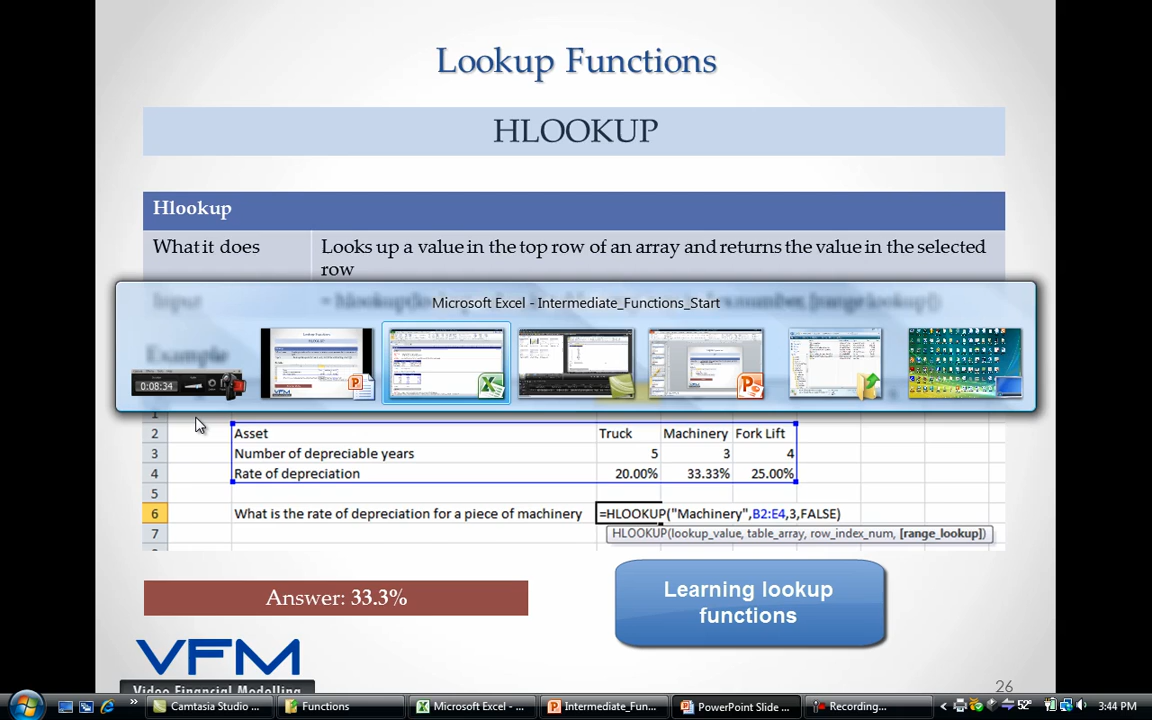 Lookup Functions
HLOOKUP
Hlookup
What it does
Looks up a value in the top row of an array and returns the value in the selected
row
Microsoft Excel - Intermediate_Functions_Start
Input
Example
0:08:34
1
2 Asset Truck Machinery Fork Lift
3 Number of depreciable years 5 3 4
4 Rate of depreciation 20.00% 33.33% 25.00%
5
6 What is the rate of depreciation for a piece of machinery =HLOOKUP("Machinery",B2:E4,3,FALSE)
7 HLOOKUP(lookup_value, table_array, row_index_num, [range_lookup])
Answer: 33.3%
Learning lookup
functions
VFM
Video Financial Modelling
26
Camtasia Studio ...
Functions
Microsoft Excel - ...
Intermediate_Fun...
PowerPoint Slide ...
Recording...
52°
3:44 PM